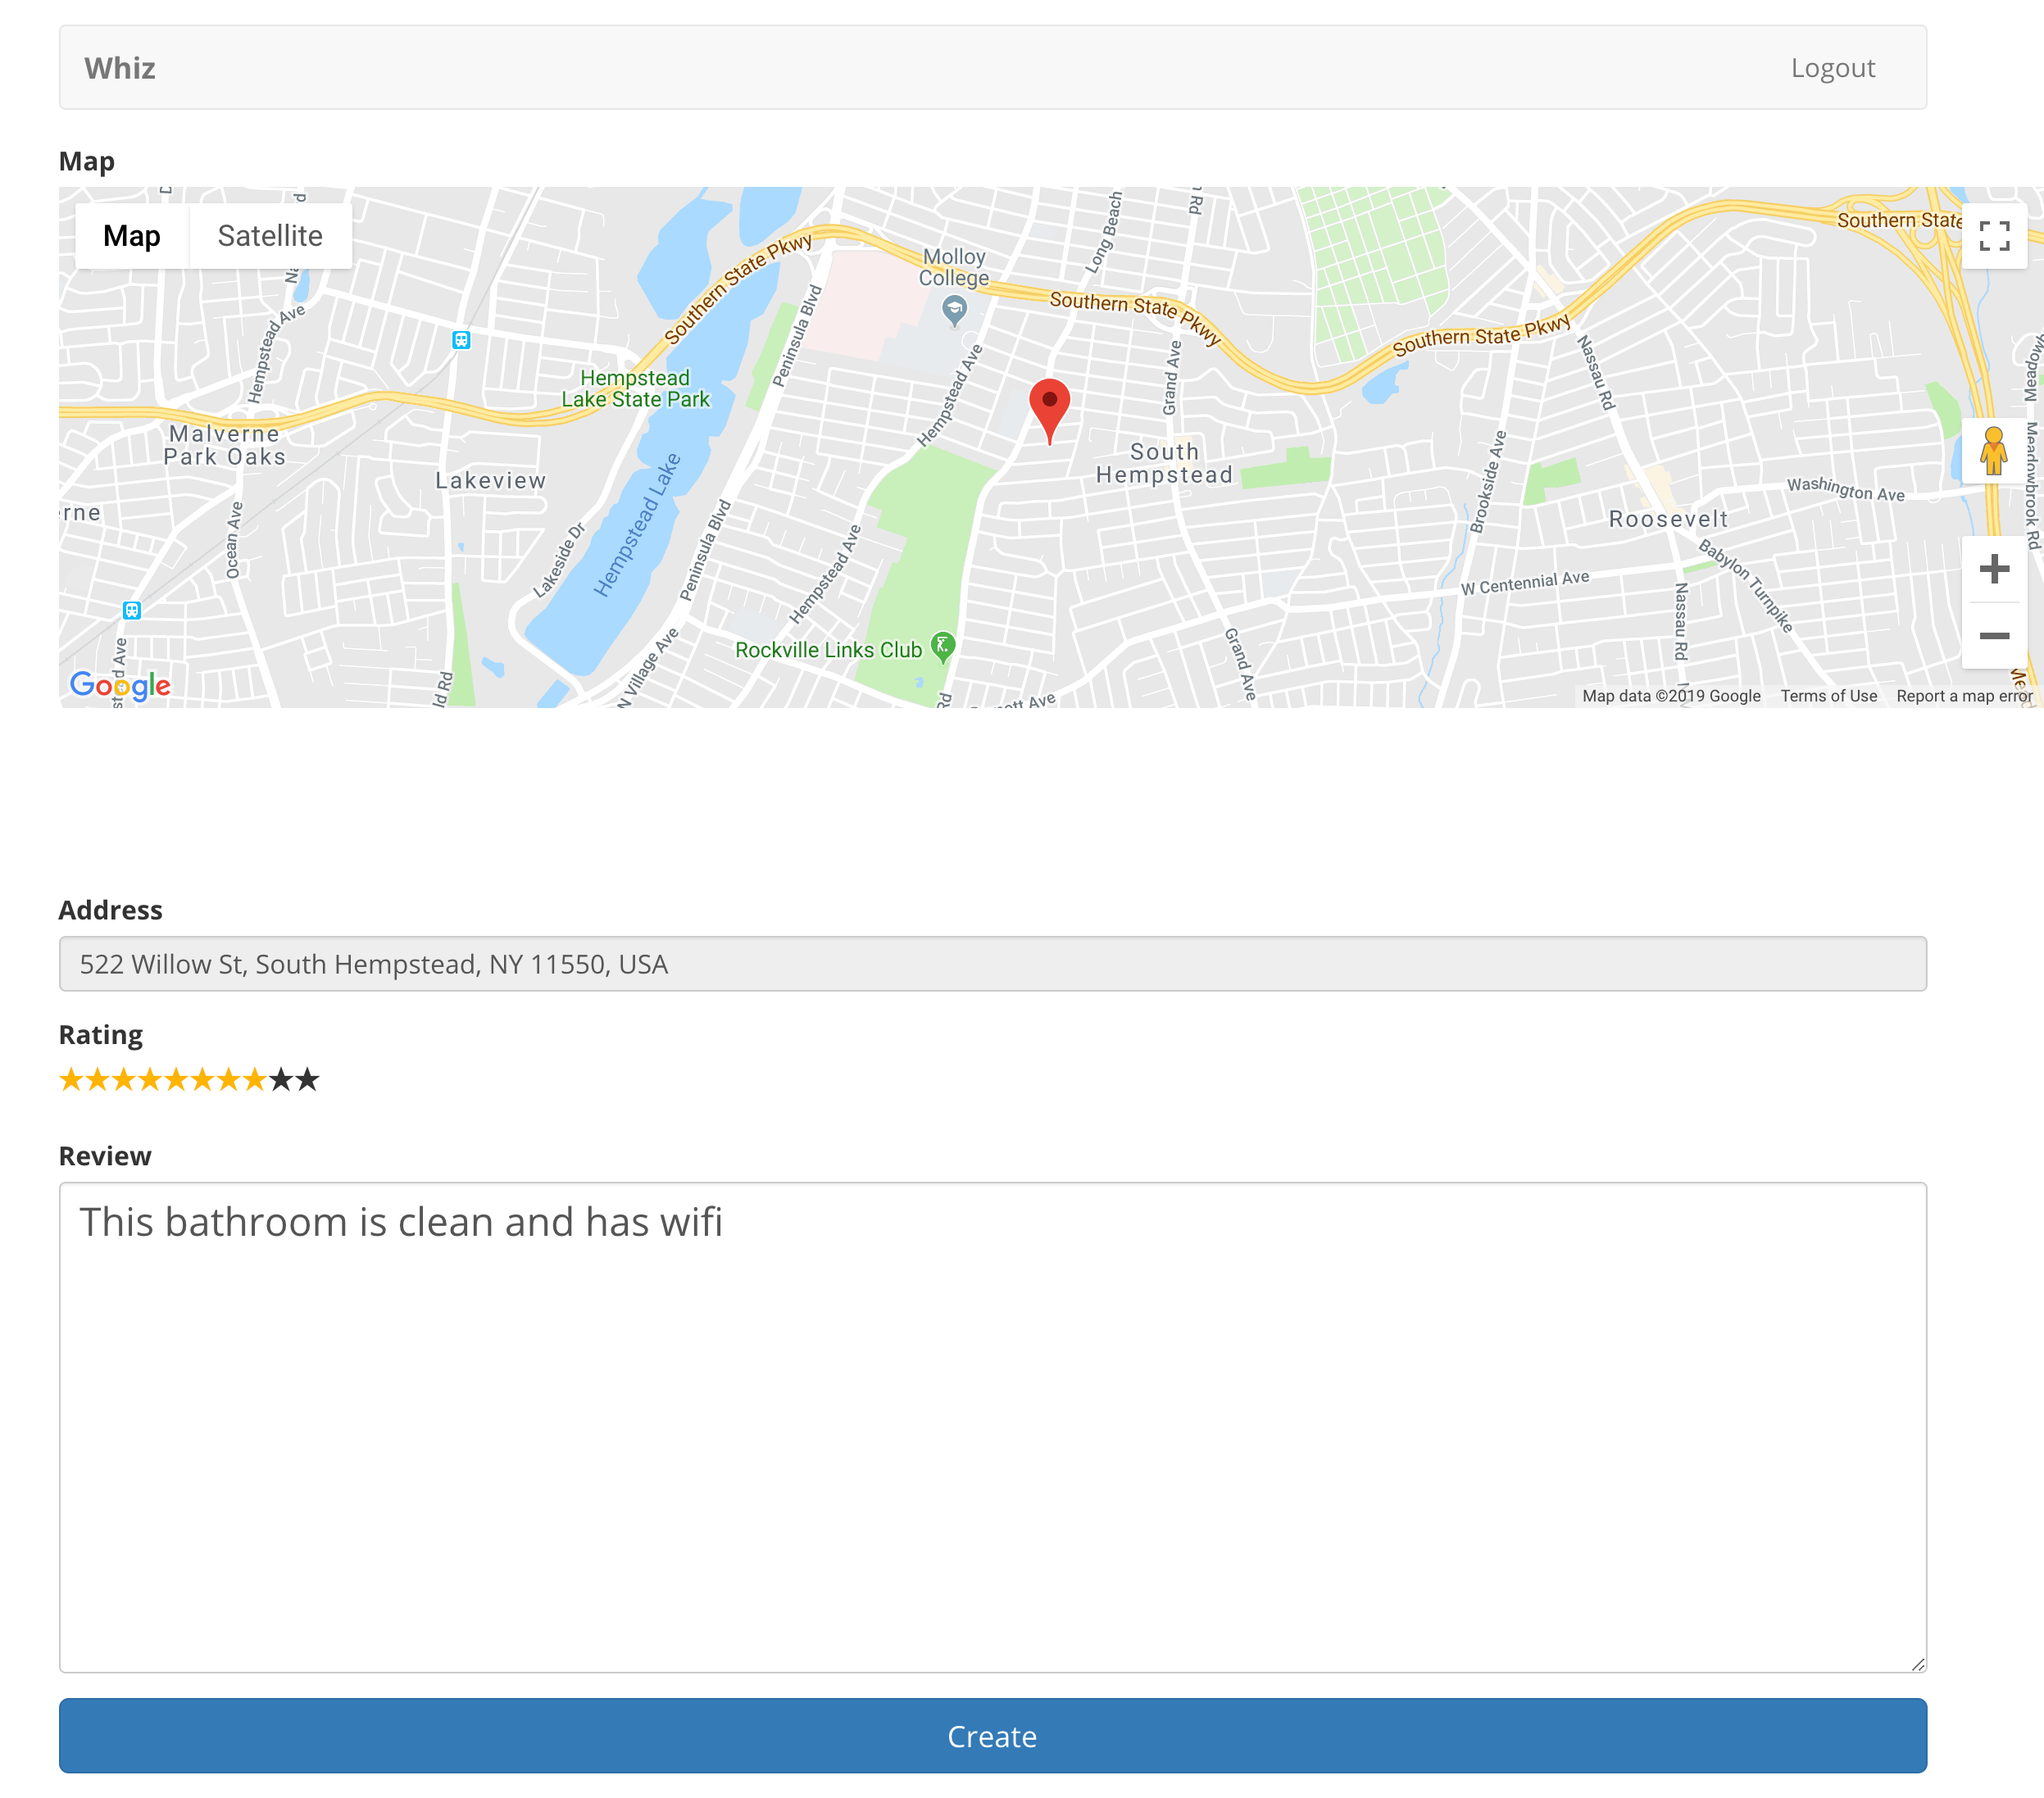 Whiz
Logout
Map
Map
Satellite
Southern State
Long Beach
Rd
Molloy
College
Southern State Pkwy
Southern State Pkwy
Southern State Pkwy
Peninsula Blvd
Hempstead Ave
Hempstead Ave
Grand Ave
Nassau Rd
Hempstead
Lake State Park
Malverne
Park Oaks
Lakeview
South
Hempstead
Brookside Ave
Washington Ave
Meadowbrook Rd
Roosevelt
Babylon Turnpike
Ocean Ave
Lakeside Dr
Hempstead Lake
Peninsula Blvd
Hempstead Ave
W Centennial Ave
Nassau Rd
Rockville Links Club
N Village Ave
Grand Ave
Rd
Google
Map data ©2019 Google
Terms of Use
Report a map error
Address
522 Willow St, South Hempstead, NY 11550, USA
Rating
Review
This bathroom is clean and has wifi
Create